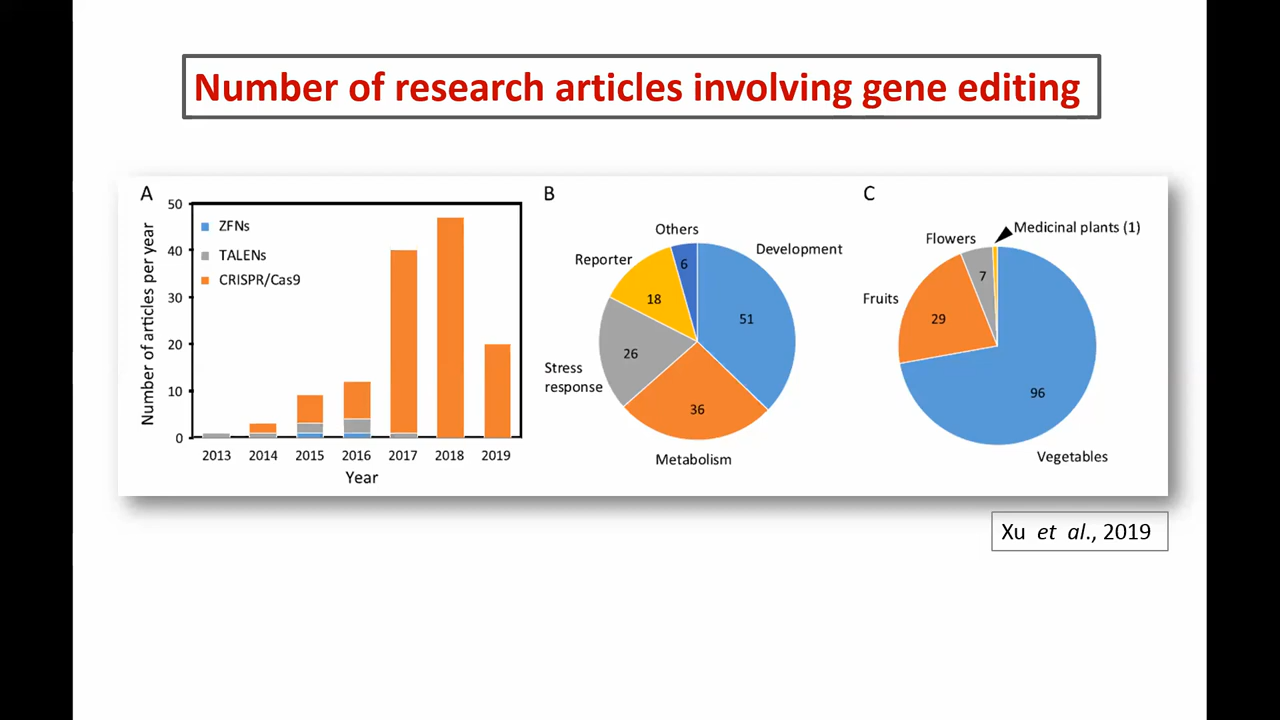 Number of research articles involving gene editing
A
50
40
30
20
10
0
Number of articles per year
ZFNs
TALENs
CRISPR/Cas9
2013 2014 2015 2016 2017 2018 2019
Year
B
Others
Development
Reporter
6
18
51
Stress
response
26
36
Metabolism
C
Medicinal plants (1)
Flowers
7
Fruits
29
96
Vegetables
Xu et al., 2019